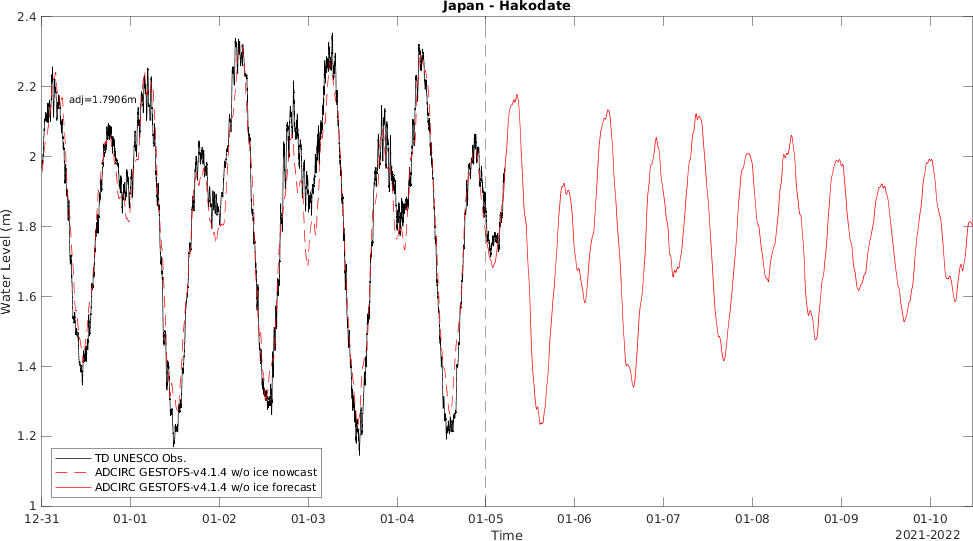 Japan - Hakodate
Water Level (m)
2.4
2.2
2
1.8
1.6
1.4
1.2
1
adj=1.7906m
TD UNESCO Obs.
ADCIRC GESTOFS-v4.1.4 w/o ice nowcast
ADCIRC GESTOFS-v4.1.4 w/o ice forecast
12-31 01-01 01-02 01-03 01-04 01-05 01-06 01-07 01-08 01-09 01-10
Time
2021-2022